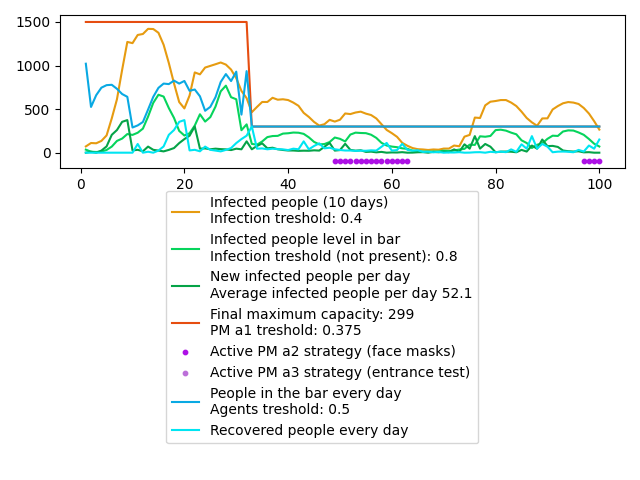 1500
1000
500
0
0
20
40
60
80
100
Infected people (10 days)
Infection treshold: 0.4
Infected people level in bar
Infection treshold (not present): 0.8
New infected people per day
Average infected people per day 52.1
Final maximum capacity: 299
PM a1 treshold: 0.375
Active PM a2 strategy (face masks)
Active PM a3 strategy (entrance test)
People in the bar every day
Agents treshold: 0.5
Recovered people every day